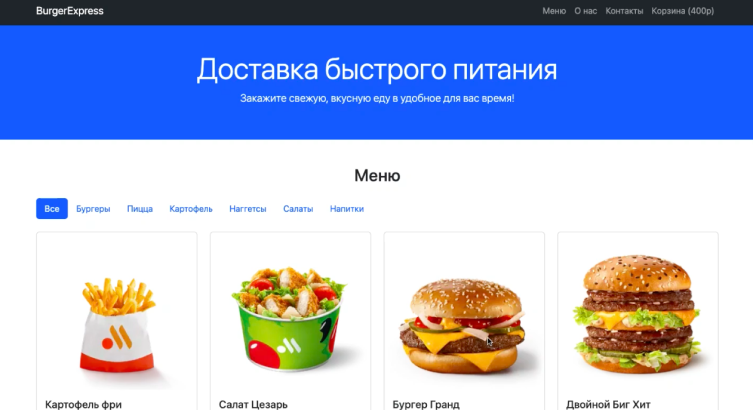 BurgerExpress
Меню О нас Контакты Корзина (400р)
Доставка быстрого питания
Закажите свежую, вкусную еду в удобное для вас время!
Меню
Все Бургеры Пицца Картофель Наггетсы Салаты Напитки
Картофель фри Салат Цезарь Бургер Гранд Двойной Биг Хит